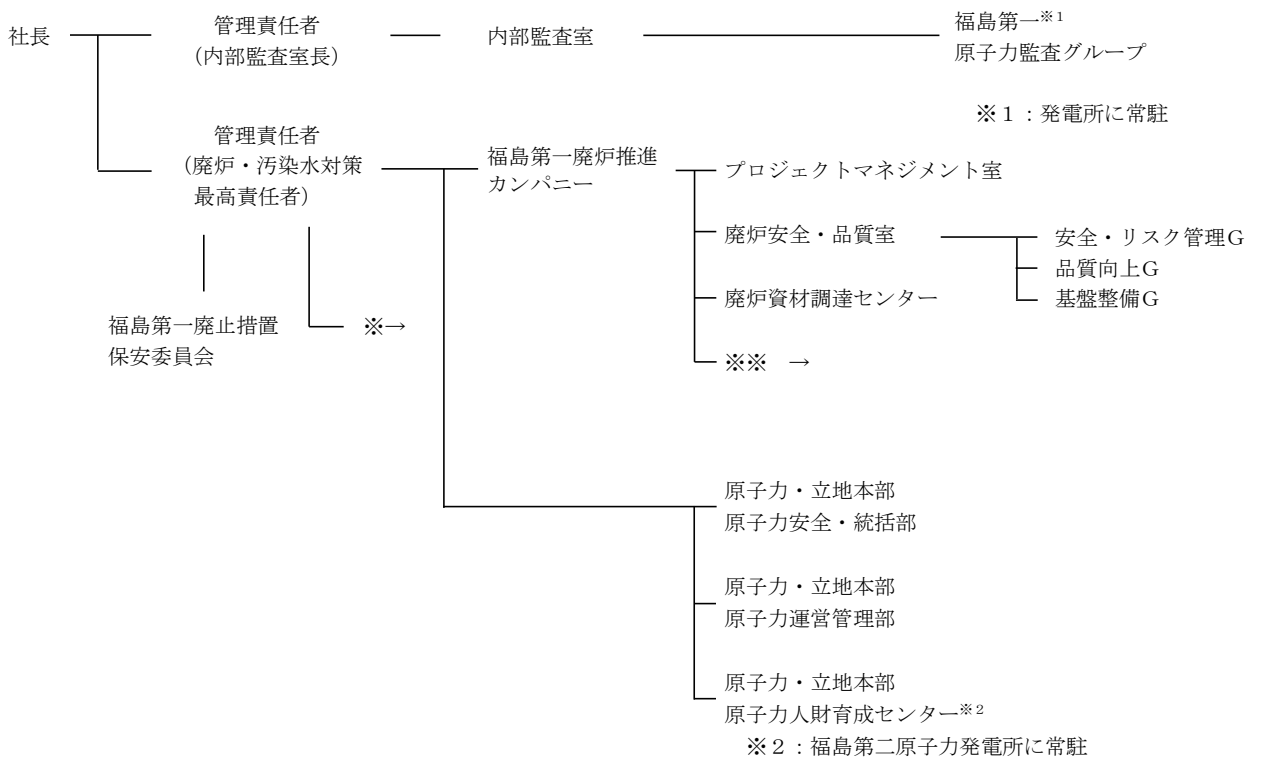 社長
管理責任者
(内部監査室長)
内部監査室
福島第一※1
原子力監査グループ
※1:発電所に常駐
管理責任者
(廃炉・汚染水対策
最高責任者)
福島第一廃炉推進
カンパニー
プロジェクトマネジメント室
廃炉安全・品質室
安全・リスク管理G
品質向上G
基盤整備G
廃炉資材調達センター
福島第一廃止措置
保安委員会
※→
※※ →
原子力・立地本部
原子力安全・統括部
原子力・立地本部
原子力運営管理部
原子力・立地本部
原子力人財育成センター※2
※2:福島第二原子力発電所に常駐